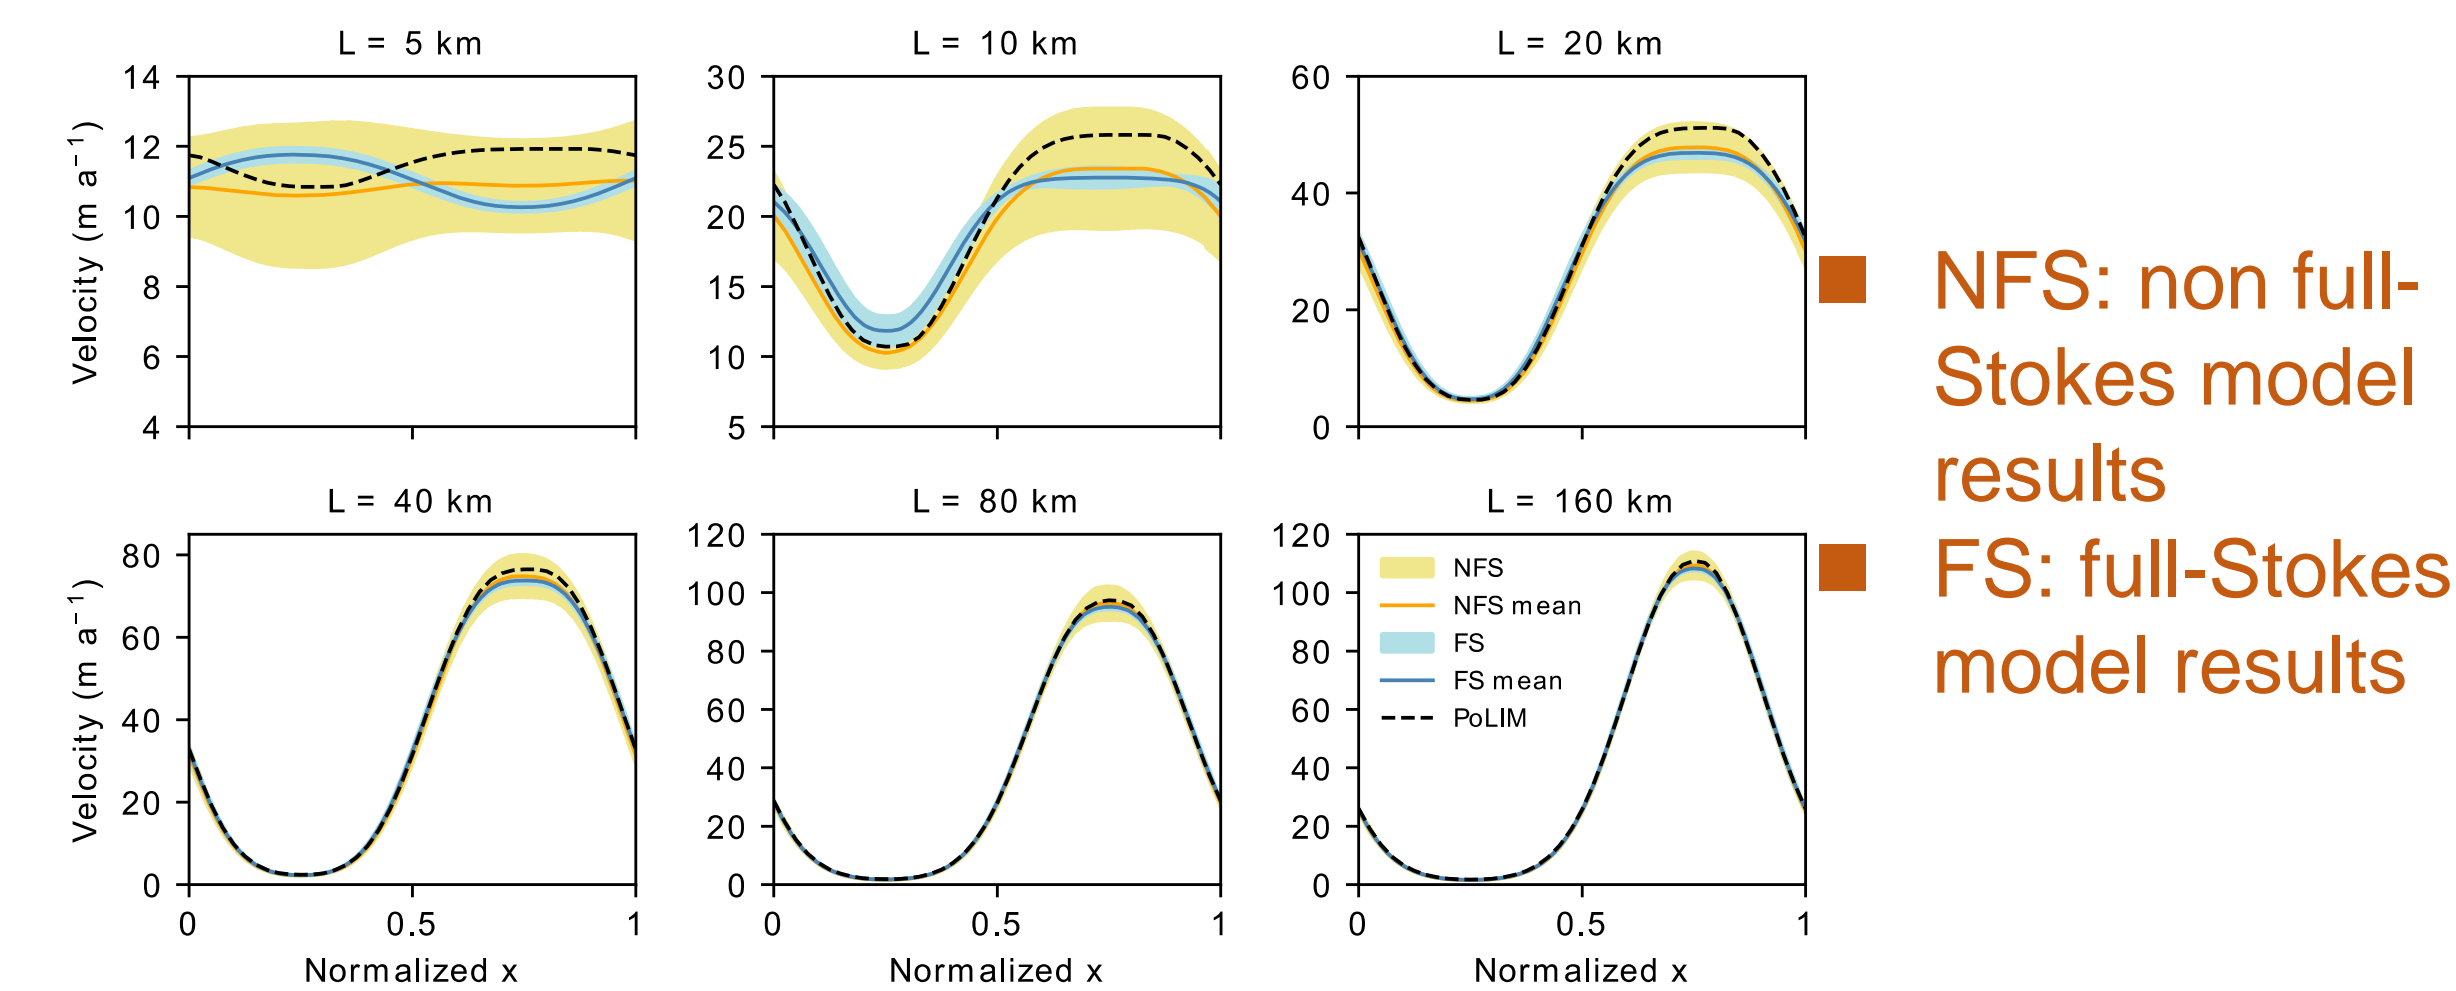 L = 5 km
14
12
10
8
6
4
Velocity (m a⁻¹)
L = 10 km
30
25
20
15
10
5
L = 20 km
60
40
20
0
L = 40 km
80
60
40
20
0
Velocity (m a⁻¹)
0 0.5 1
Normalized x
L = 80 km
120
100
80
60
40
20
0
0 0.5 1
Normalized x
L = 160 km
120
100
80
60
40
20
0
NFS
NFS mean
FS
FS mean
PoLIM
0 0.5 1
Normalized x
NFS: non full-
Stokes model
results
FS: full-Stokes
model results